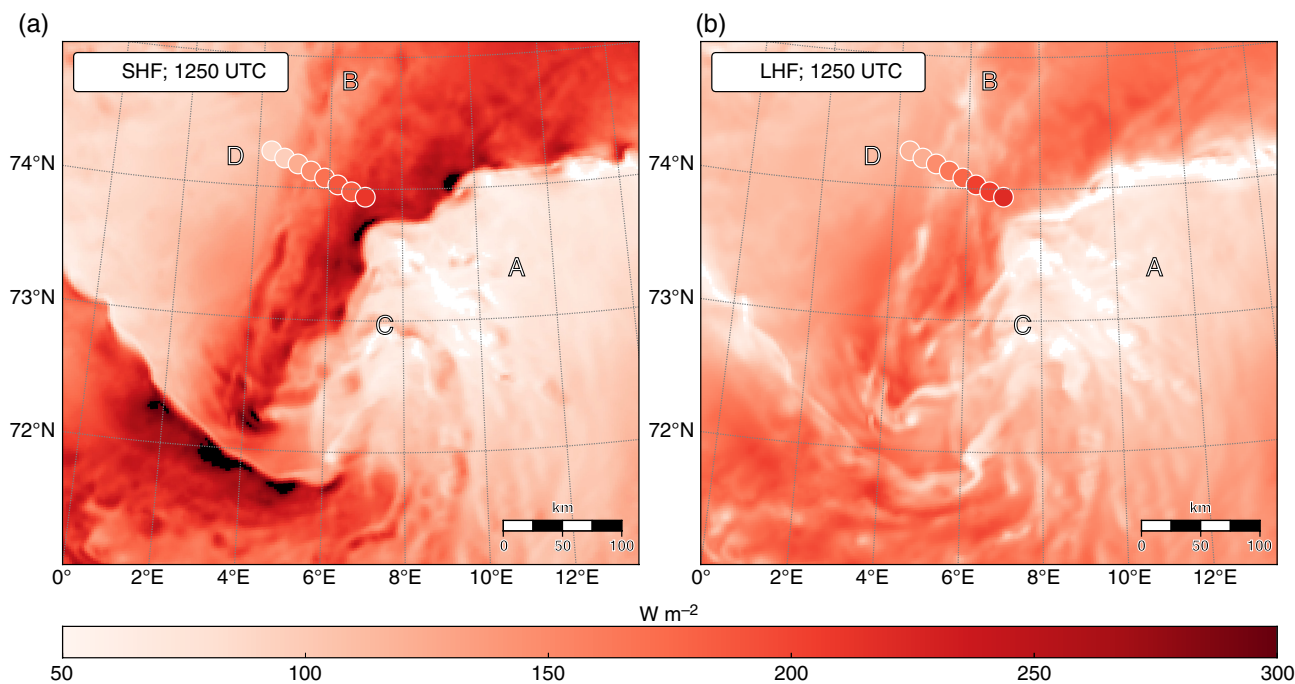 (a)
(b)
SHF; 1250 UTC
LHF; 1250 UTC
B
B
D
D
74°N
74°N
A
A
73°N
73°N
C
C
72°N
72°N
km
km
0 50 100
0 50 100
0° 2°E 4°E 6°E 8°E 10°E 12°E
0° 2°E 4°E 6°E 8°E 10°E 12°E
W m⁻²
50 100 150 200 250 300